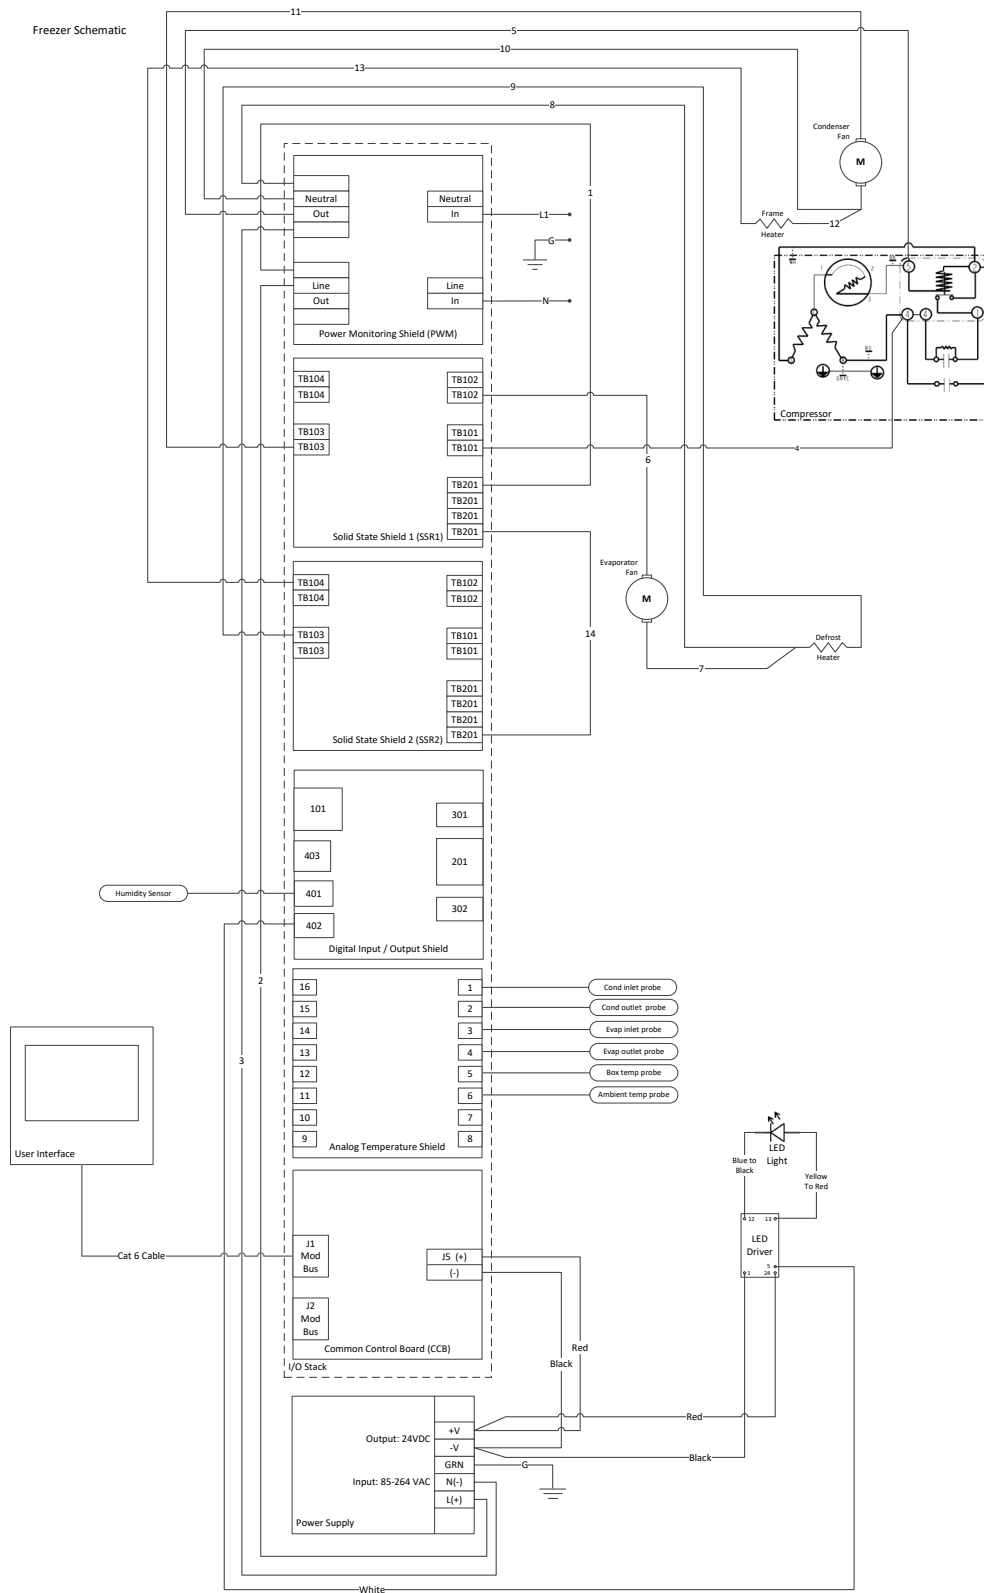 11
Freezer Schematic
5
10
13
9
8
Condenser
Fan
M
1
Neutral
Out
Neutral
In
L1
Frame
Heater
12
G
Line
Out
Line
In
N
Power Monitoring Shield (PWM)
1
2
3
5
2
4
4
1
Compressor
TB104
TB104
TB102
TB102
TB103
TB103
TB101
TB101
4
6
TB201
TB201
TB201
TB201
Solid State Shield 1 (SSR1)
Evaporator
Fan
M
TB104
TB104
TB102
TB102
TB103
TB103
TB101
TB101
14
Defrost
Heater
7
TB201
TB201
TB201
TB201
Solid State Shield 2 (SSR2)
101
301
403
201
Humidity Sensor
401
302
402
Digital Input / Output Shield
2
16
1
Cond inlet probe
15
2
Cond outlet probe
14
3
Evap inlet probe
3
13
4
Evap outlet probe
12
5
Box temp probe
11
6
Ambient temp probe
10
7
9
8
Analog Temperature Shield
User Interface
LED
Light
Blue to
Black
Yellow
To Red
12
13
LED
Driver
5
1
24
J1
Mod
Bus
J5 (+)
(-)
Cat 6 Cable
J2
Mod
Bus
Common Control Board (CCB)
I/O Stack
Red
Black
+V
-V
GRN
N(-)
L(+)
Output: 24VDC
Input: 85-264 VAC
Power Supply
Red
Black
G
White